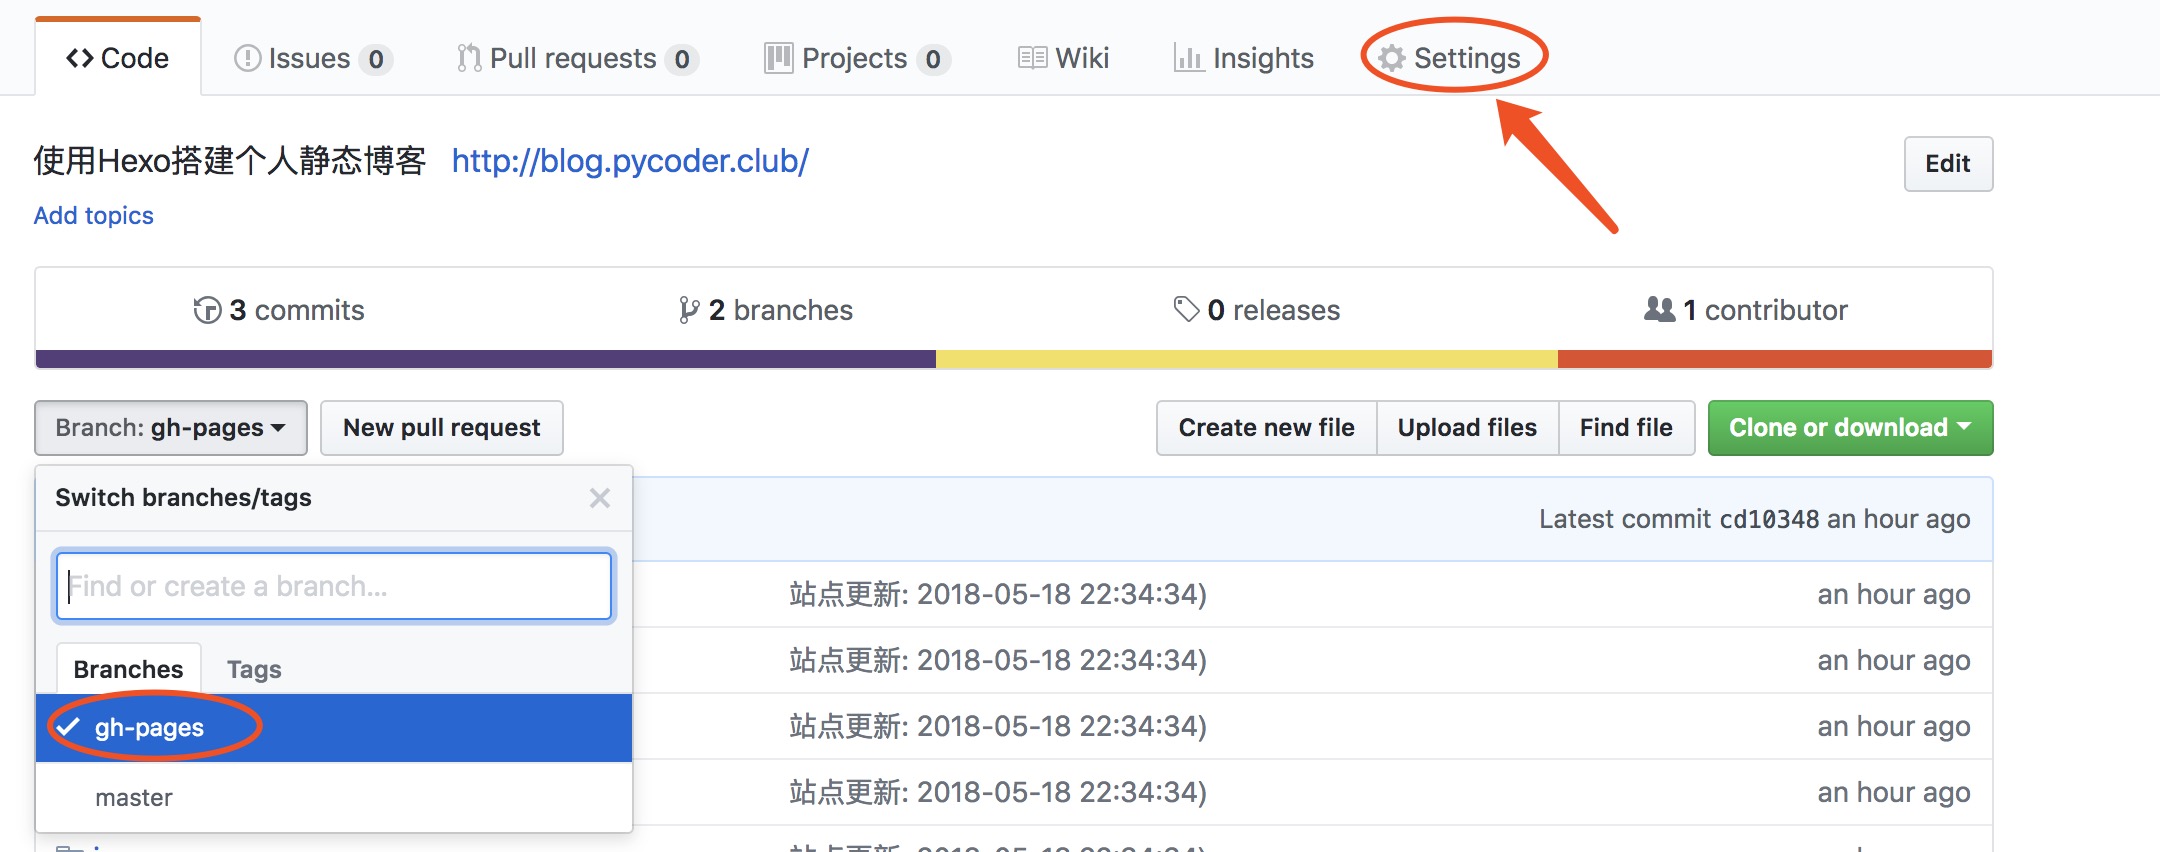 Code Issues 0 Pull requests 0 Projects 0 Wiki Insights Settings
使用Hexo搭建个人静态博客 http://blog.pycoder.club/
Edit
Add topics
3 commits 2 branches 0 releases 1 contributor
Branch: gh-pages New pull request Create new file Upload files Find file Clone or download
Switch branches/tags
Latest commit cd10348 an hour ago
Find or create a branch...
站点更新: 2018-05-18 22:34:34) an hour ago
Branches Tags
站点更新: 2018-05-18 22:34:34) an hour ago
gh-pages
站点更新: 2018-05-18 22:34:34) an hour ago
master
站点更新: 2018-05-18 22:34:34) an hour ago